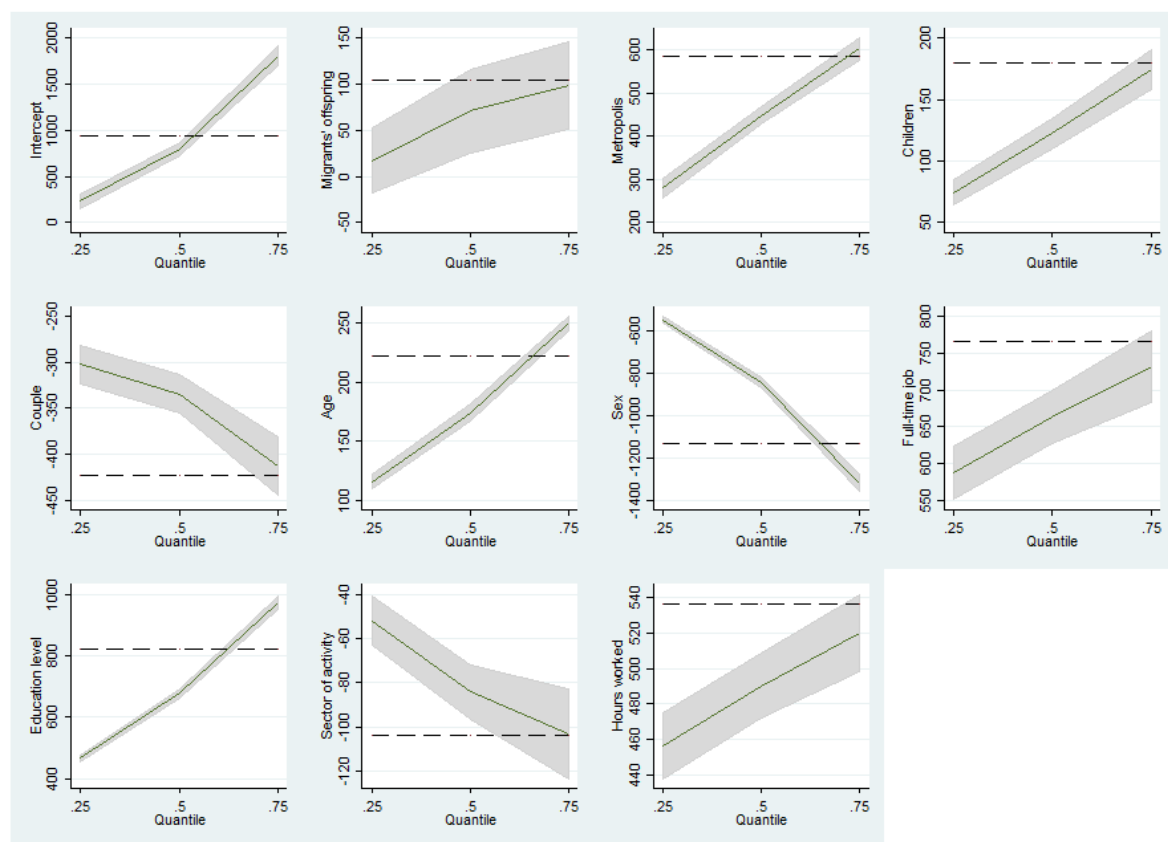 Intercept
2000
1500
1000
500
0
.25 .5 .75
Quantile
Migrants' offspring
150
100
50
0
-50
.25 .5 .75
Quantile
Metropolis
600
500
400
300
200
.25 .5 .75
Quantile
Children
200
150
100
50
.25 .5 .75
Quantile
Couple
-250
-300
-350
-400
-450
.25 .5 .75
Quantile
Age
250
200
150
100
.25 .5 .75
Quantile
Sex
-600
-800
-1000
-1200
-1400
.25 .5 .75
Quantile
Full-time job
800
750
700
650
600
550
.25 .5 .75
Quantile
Education level
1000
800
600
400
.25 .5 .75
Quantile
Sector of activity
-40
-60
-80
-100
-120
.25 .5 .75
Quantile
Hours worked
540
520
500
480
460
440
.25 .5 .75
Quantile